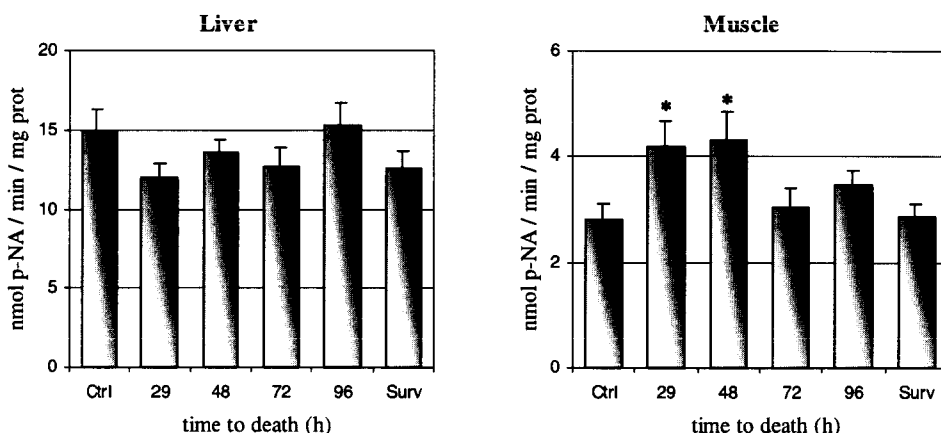 Liver
nmol p-NA / min / mg prot
20
15
10
5
0
Ctrl 29 48 72 96 Surv
time to death (h)
Muscle
nmol p-NA / min / mg prot
6
4
2
0
* *
Ctrl 29 48 72 96 Surv
time to death (h)